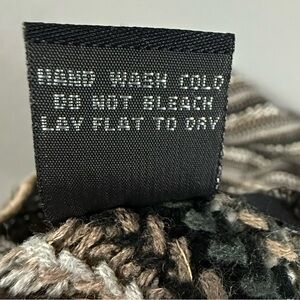 HAND WASH COLD
DO NOT BLEACH
LAY FLAT TO DRY